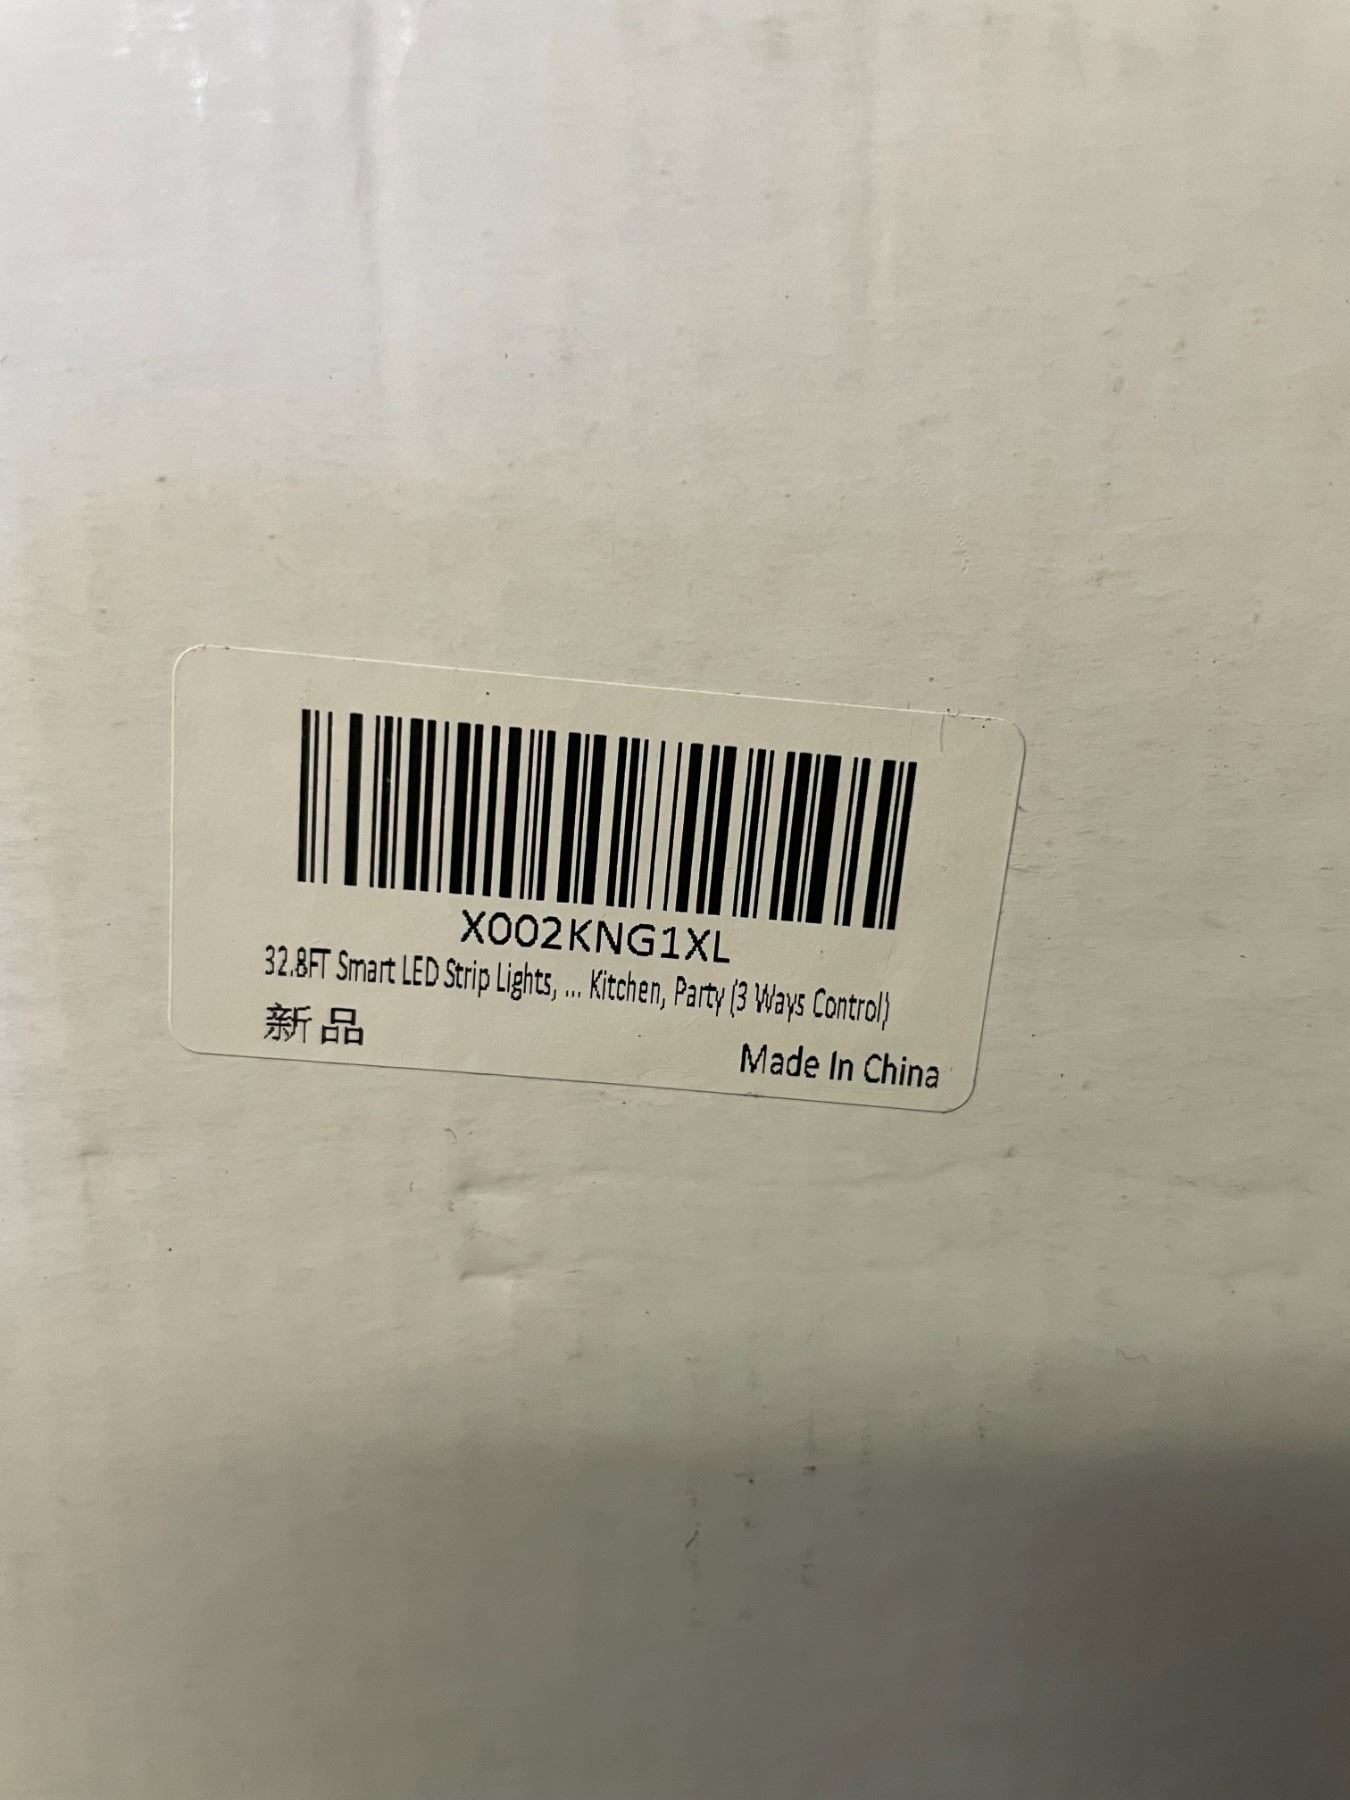 X002KNG1XL
32.8FT Smart LED Strip Lights, ... Kitchen, Party (3 Ways Control)
新品
Made In China